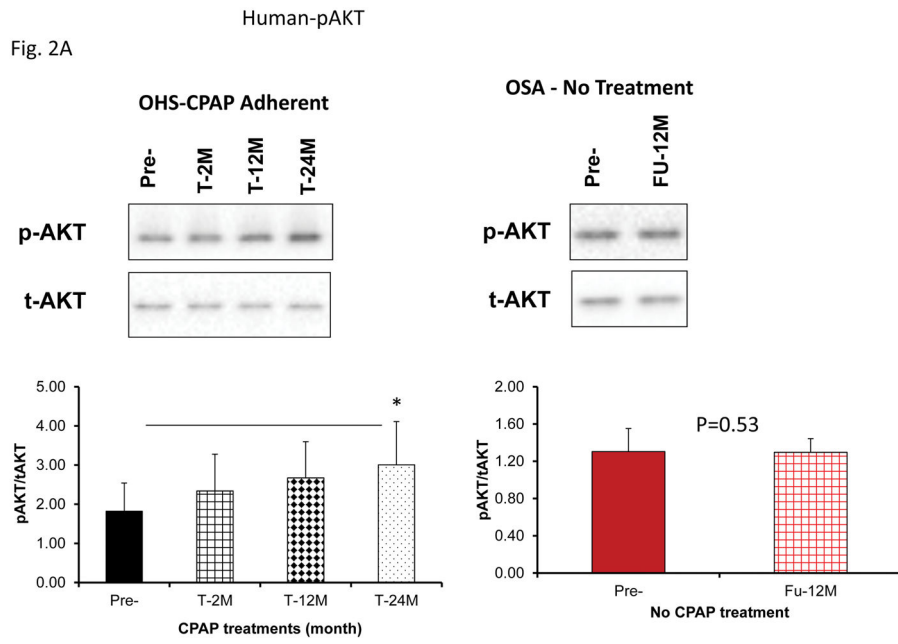 Human-pAKT
Fig. 2A
OHS-CPAP Adherent
Pre-
T-2M
T-12M
T-24M
p-AKT
t-AKT
5.00
4.00
3.00
2.00
1.00
0.00
pAKT/tAKT
*
Pre-
T-2M
T-12M
T-24M
CPAP treatments (month)
OSA - No Treatment
Pre-
FU-12M
p-AKT
t-AKT
2.00
1.60
1.20
0.80
0.40
0.00
pAKT/tAKT
P=0.53
Pre-
Fu-12M
No CPAP treatment